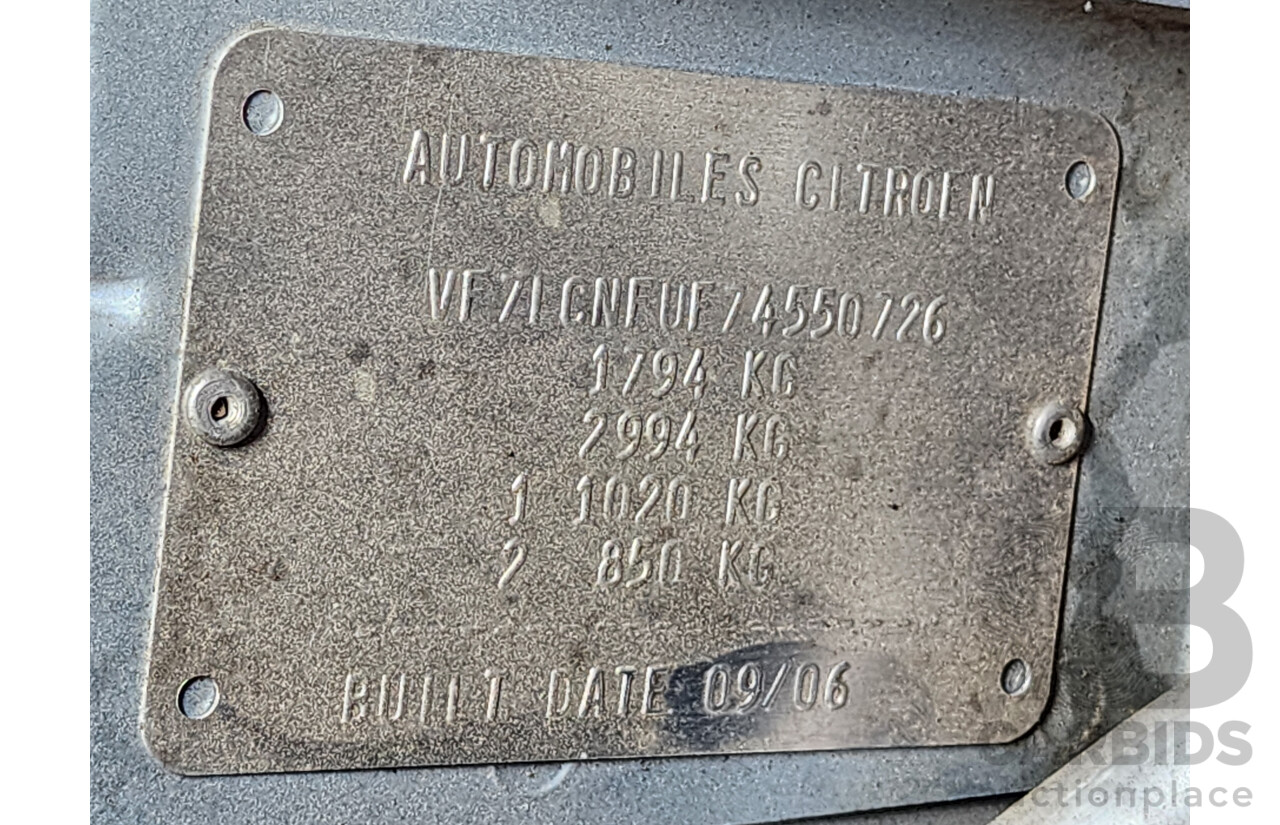 AUTOMOBILES CITROEN
VF7LCNFUF74550726
1794 KG
2994 KG
1 1020 KG
2 850 KG
BUILT DATE 09/06